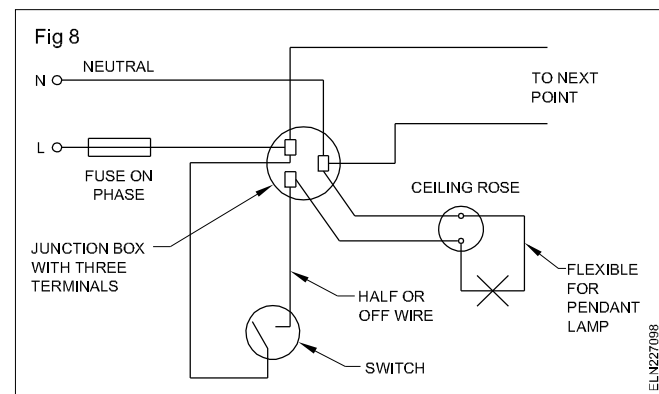 Fig 8
NEUTRAL
N
TO NEXT
POINT
L
FUSE ON
PHASE
CEILING ROSE
JUNCTION BOX
WITH THREE
TERMINALS
HALF OR
OFF WIRE
FLEXIBLE
FOR
PENDANT
LAMP
SWITCH
ELN227098